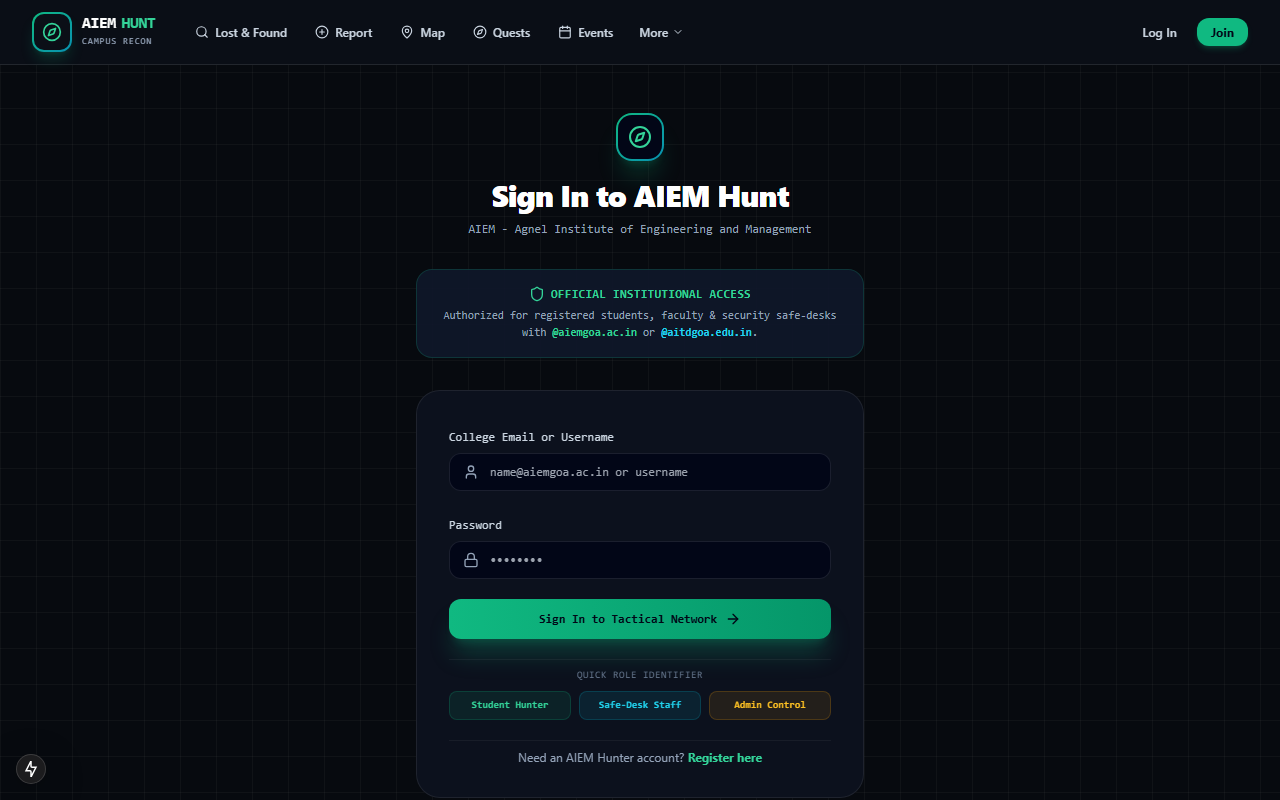 AIEM HUNT
CAMPUS RECON
Lost & Found
Report
Map
Quests
Events
More
Log In
Join
Sign In to AIEM Hunt
AIEM - Agnel Institute of Engineering and Management
OFFICIAL INSTITUTIONAL ACCESS
Authorized for registered students, faculty & security safe-desks
with @aiemgoa.ac.in or @aitdgoa.edu.in.
College Email or Username
name@aiemgoa.ac.in or username
Password
••••••••
Sign In to Tactical Network →
QUICK ROLE IDENTIFIER
Student Hunter
Safe-Desk Staff
Admin Control
Need an AIEM Hunter account? Register here